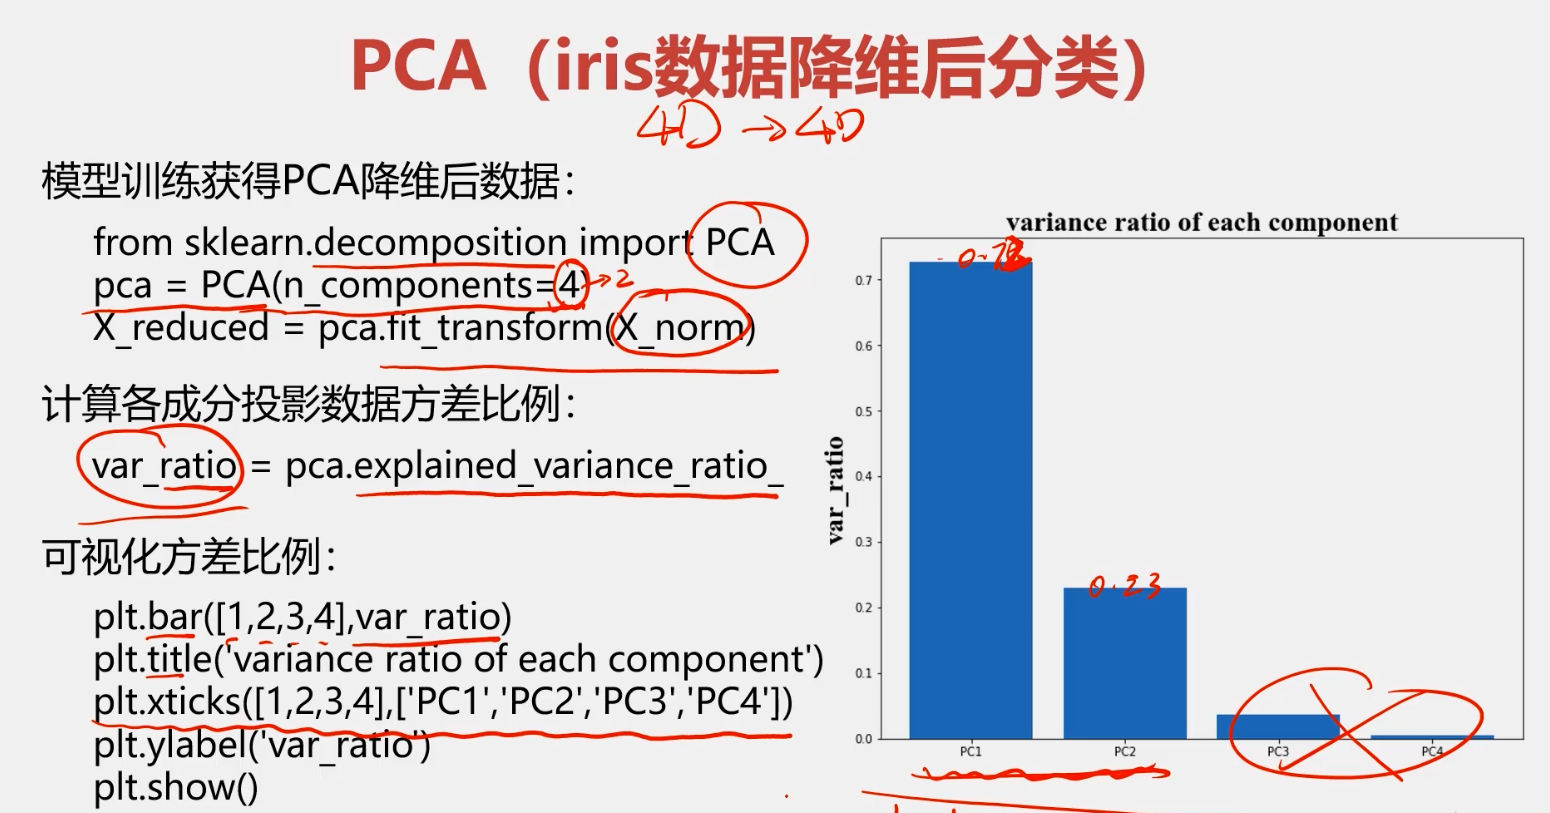 PCA（iris数据降维后分类）
4D → 4D
模型训练获得PCA降维后数据：
from sklearn.decomposition import PCA
pca = PCA(n_components=4) → 2
X_reduced = pca.fit_transform(X_norm)
计算各成分投影数据方差比例：
var_ratio = pca.explained_variance_ratio_
可视化方差比例：
plt.bar([1,2,3,4],var_ratio)
plt.title('variance ratio of each component')
plt.xticks([1,2,3,4],['PC1','PC2','PC3','PC4'])
plt.ylabel('var_ratio')
plt.show()
variance ratio of each component
var_ratio
0.7
0.6
0.5
0.4
0.3
0.2
0.1
0.0
0.23
PC1 PC2 PC3 PC4